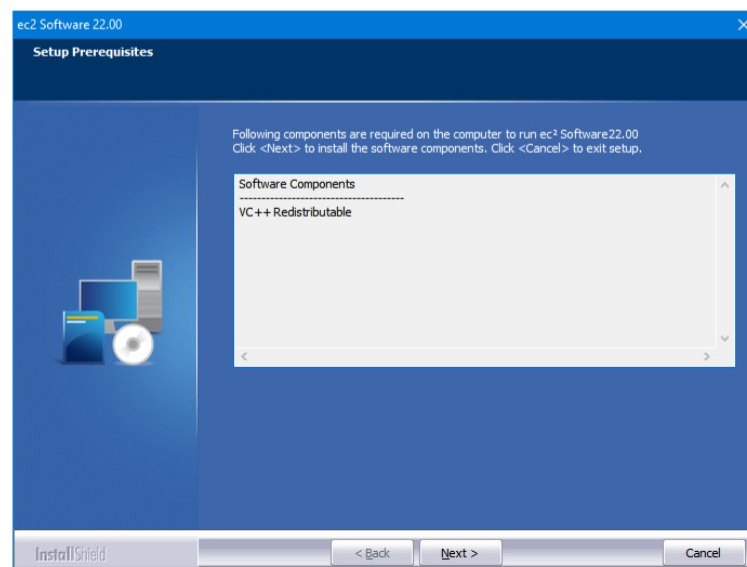 ec2 Software 22.00
Setup Prerequisites
Following components are required on the computer to run ec² Software22.00
Click <Next> to install the software components. Click <Cancel> to exit setup.
Software Components
--------------------------------------
VC++ Redistributable
InstallShield
< Back
Next >
Cancel